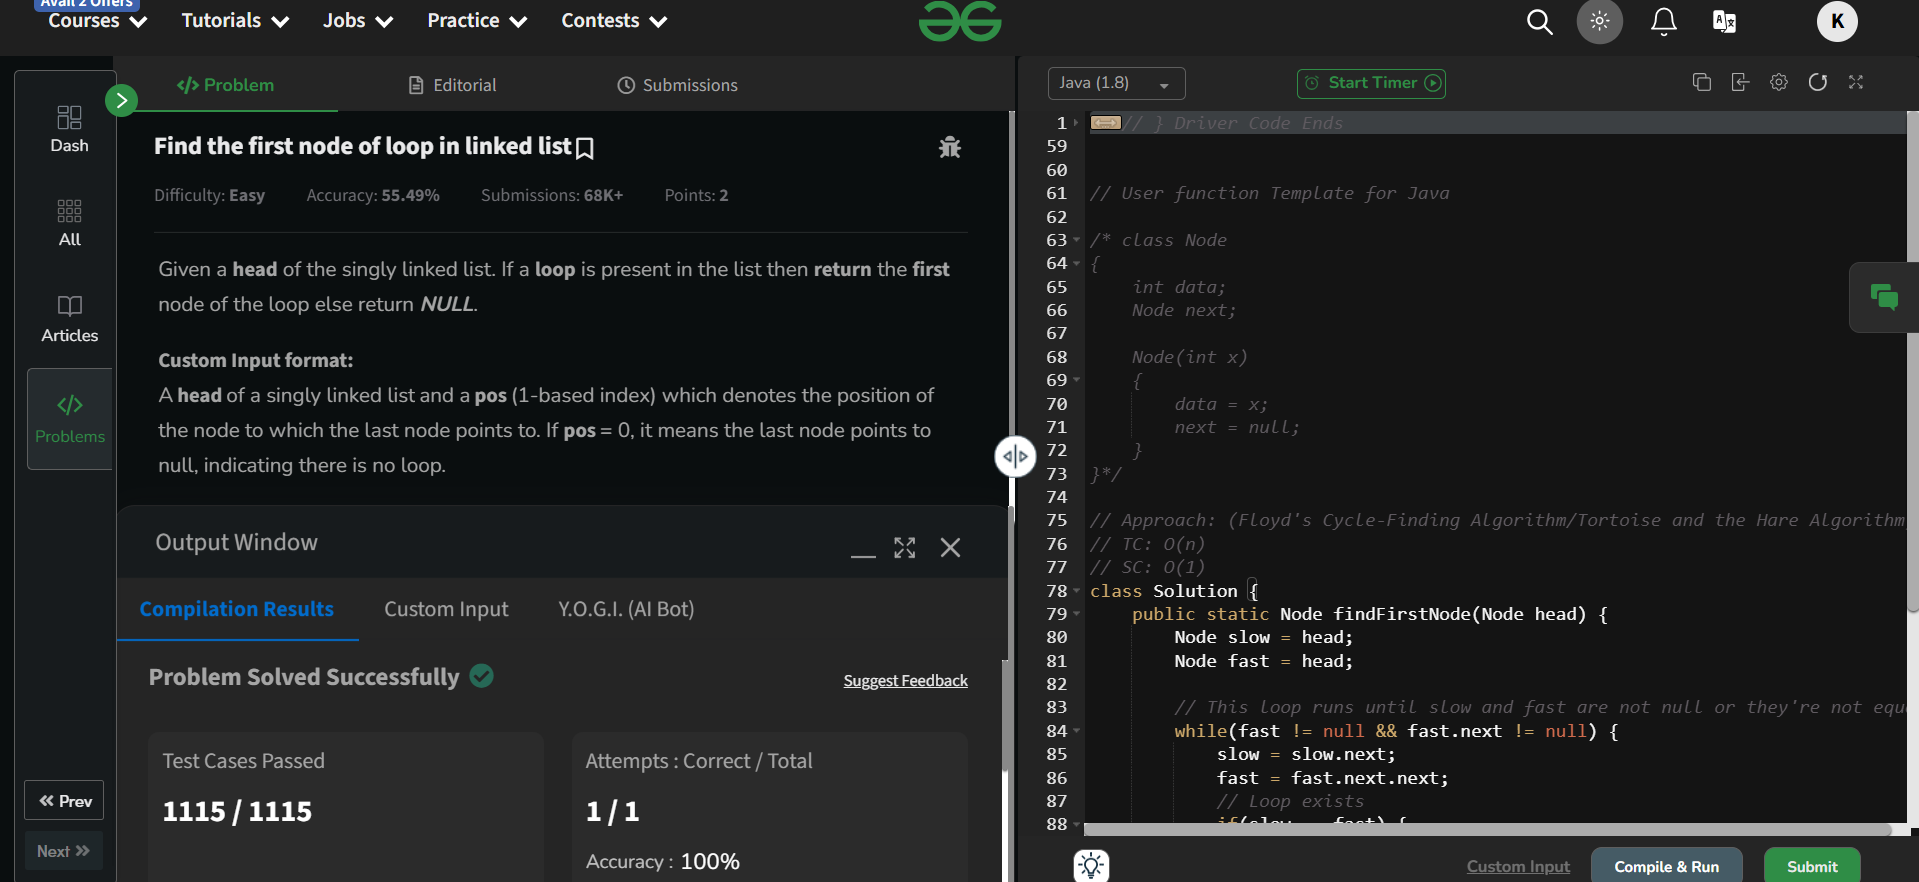 Avail 2 Offers
Courses
Tutorials
Jobs
Practice
Contests
K
Dash
All
Articles
Problems
Prev
Next
Problem
Editorial
Submissions
Find the first node of loop in linked list
Difficulty: Easy
Accuracy: 55.49%
Submissions: 68K+
Points: 2
Given a head of the singly linked list. If a loop is present in the list then return the first
node of the loop else return NULL.
Custom Input format:
A head of a singly linked list and a pos (1-based index) which denotes the position of
the node to which the last node points to. If pos = 0, it means the last node points to
null, indicating there is no loop.
Output Window
Compilation Results
Custom Input
Y.O.G.I. (AI Bot)
Problem Solved Successfully
Suggest Feedback
Test Cases Passed
1115 / 1115
Attempts : Correct / Total
1 / 1
Accuracy : 100%
Java (1.8)
Start Timer
1 // } Driver Code Ends
59
60
61 // User function Template for Java
62
63 /* class Node
64 {
65 int data;
66 Node next;
67
68 Node(int x)
69 {
70 data = x;
71 next = null;
72 }
73 }*/
74
75 // Approach: (Floyd's Cycle-Finding Algorithm/Tortoise and the Hare Algorithm
76 // TC: O(n)
77 // SC: O(1)
78 class Solution {
79 public static Node findFirstNode(Node head) {
80 Node slow = head;
81 Node fast = head;
82
83 // This loop runs until slow and fast are not null or they're not equ
84 while(fast != null && fast.next != null) {
85 slow = slow.next;
86 fast = fast.next.next;
87 // Loop exists
88 if(slow == fast) {
Custom Input
Compile & Run
Submit